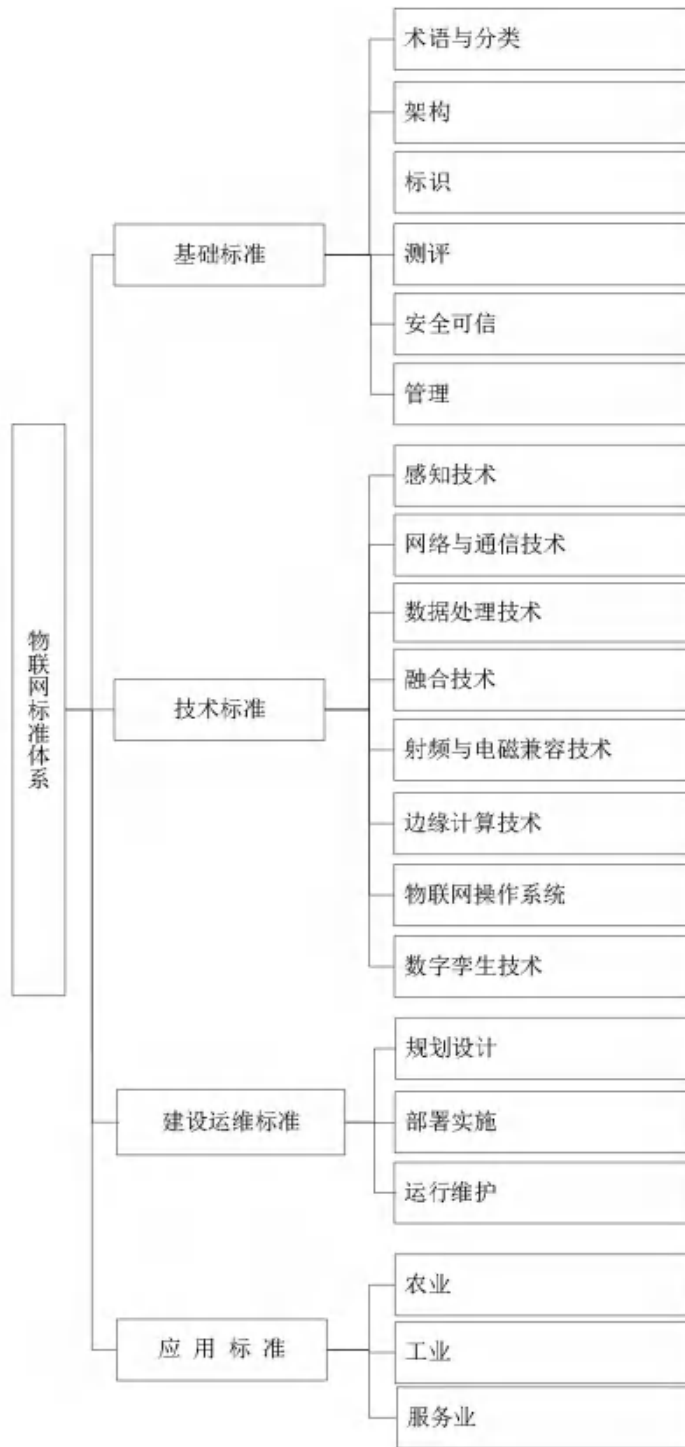 物联网标准体系
基础标准
术语与分类
架构
标识
测评
安全可信
管理
技术标准
感知技术
网络与通信技术
数据处理技术
融合技术
射频与电磁兼容技术
边缘计算技术
物联网操作系统
数字孪生技术
建设运维标准
规划设计
部署实施
运行维护
应用标准
农业
工业
服务业